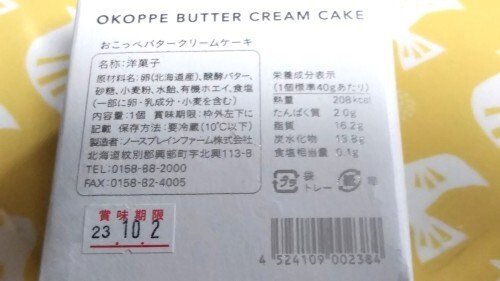 OKOPPE BUTTER CREAM CAKE
おこっぺバタークリームケーキ
名称:洋菓子
原材料名:卵(北海道産)、醗酵バター、
砂糖、小麦粉、水飴、有機ホエイ、食塩
(一部に卵・乳成分・小麦を含む)
内容量:1個 賞味期限:枠外左下に
記載 保存方法:要冷蔵(10℃以下)
製造者:ノースプレインファーム株式会社
北海道紋別郡興部町字北興113-8
TEL:0158-88-2000
FAX:0158-82-4005
栄養成分表示
(1個標準40gあたり)
熱量 208kcal
たんぱく質 2.0g
脂質 16.2g
炭水化物 13.8g
食塩相当量 0.1g
プラ
袋
トレー
賞味期限
23.10.2
4 524109 002384